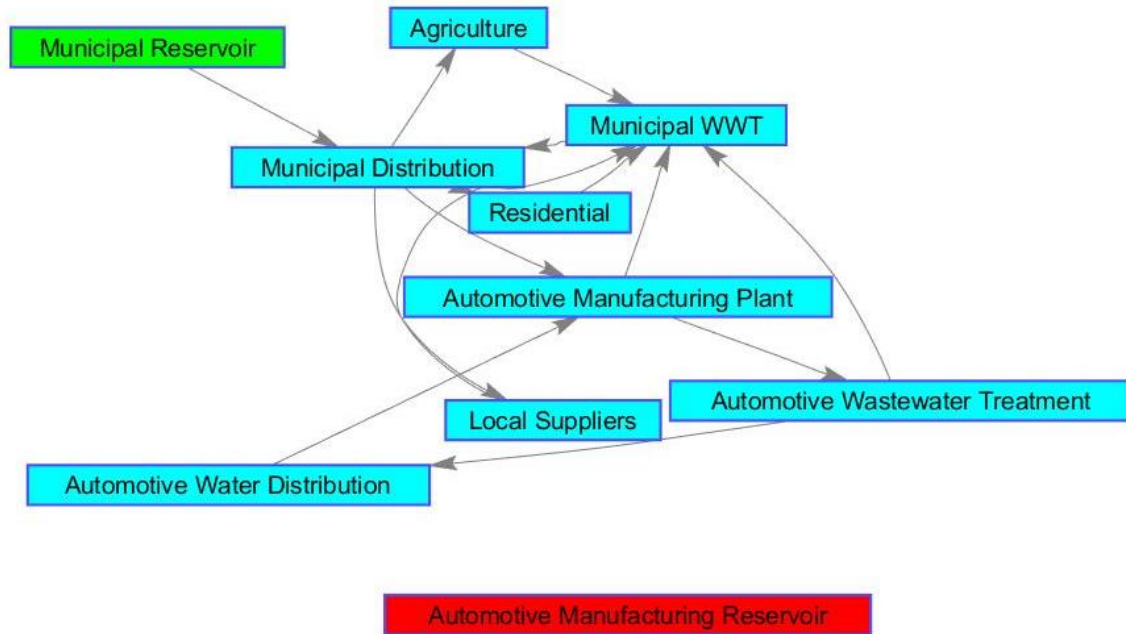 Agriculture
Municipal Reservoir
Municipal WWT
Municipal Distribution
Residential
Automotive Manufacturing Plant
Automotive Wastewater Treatment
Local Suppliers
Automotive Water Distribution
Automotive Manufacturing Reservoir